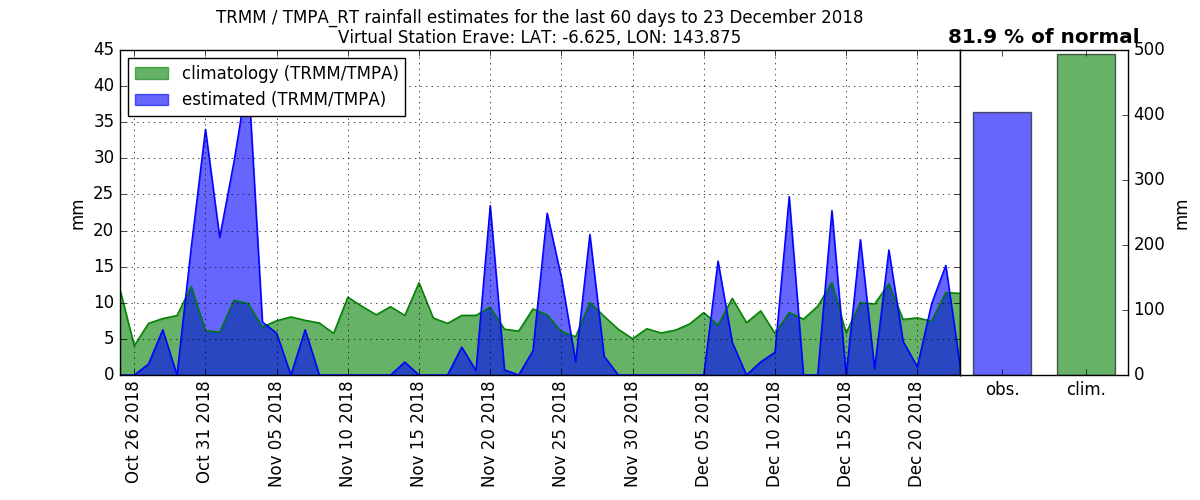 TRMM / TMPA_RT rainfall estimates for the last 60 days to 23 December 2018
Virtual Station Erave: LAT: -6.625, LON: 143.875
81.9 % of normal
climatology (TRMM/TMPA)
estimated (TRMM/TMPA)
45
40
35
30
25
20
15
10
5
0
mm
Oct 26 2018
Oct 31 2018
Nov 05 2018
Nov 10 2018
Nov 15 2018
Nov 20 2018
Nov 25 2018
Nov 30 2018
Dec 05 2018
Dec 10 2018
Dec 15 2018
Dec 20 2018
obs.
clim.
500
400
300
200
100
0
mm